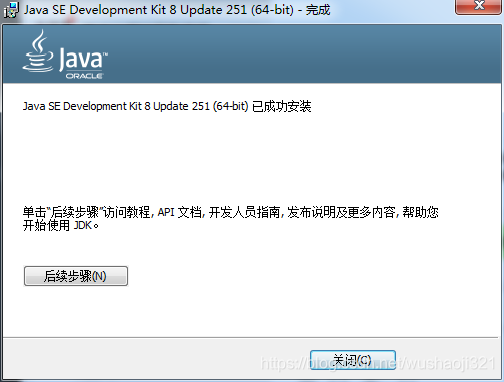 Java SE Development Kit 8 Update 251 (64-bit) - 完成
Java™
ORACLE
Java SE Development Kit 8 Update 251 (64-bit) 已成功安装
单击“后续步骤”访问教程, API 文档, 开发人员指南, 发布说明及更多内容, 帮助您
开始使用 JDK。
后续步骤(N)
关闭(C)
https://blog.csdn.net/wushaoji321